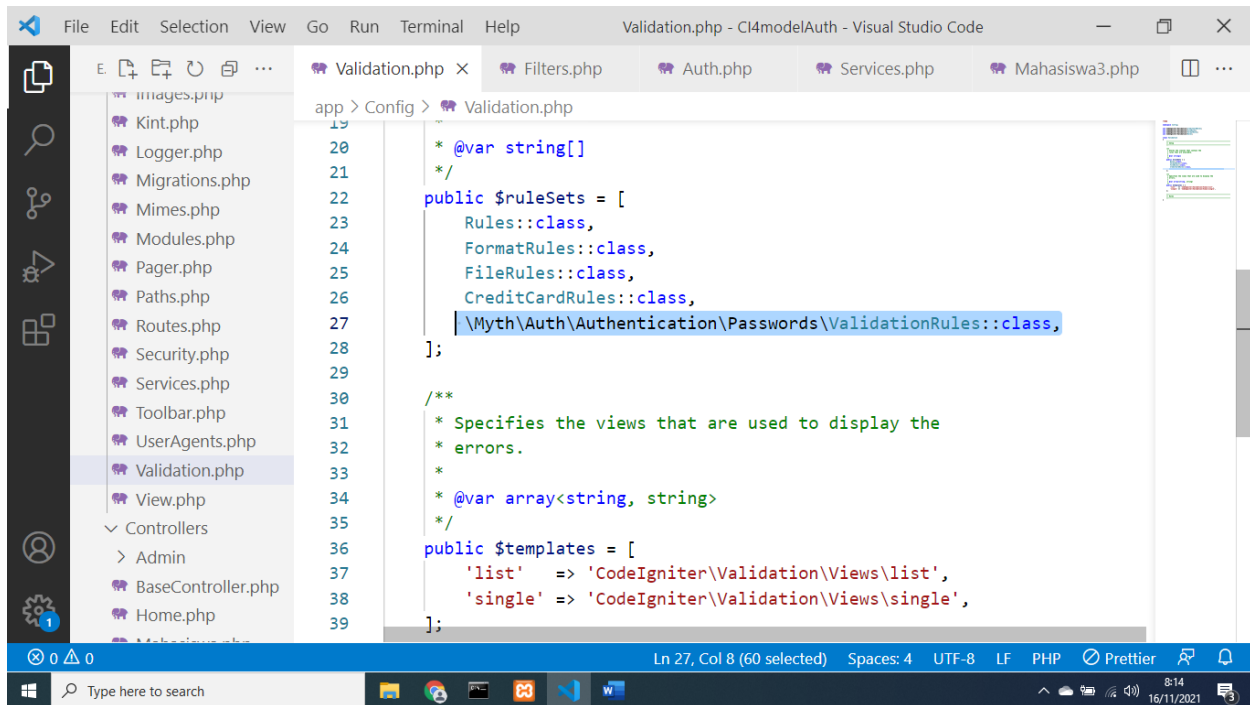 File Edit Selection View Go Run Terminal Help Validation.php - CI4modelAuth - Visual Studio Code
E.
Validation.php Filters.php Auth.php Services.php Mahasiswa3.php
app > Config > Validation.php
Images.php
Kint.php
Logger.php
Migrations.php
Mimes.php
Modules.php
Pager.php
Paths.php
Routes.php
Security.php
Services.php
Toolbar.php
UserAgents.php
Validation.php
View.php
Controllers
Admin
BaseController.php
Home.php
19 *
20 * @var string[]
21 */
22 public $ruleSets = [
23 Rules::class,
24 FormatRules::class,
25 FileRules::class,
26 CreditCardRules::class,
27 \Myth\Auth\Authentication\Passwords\ValidationRules::class,
28 ];
29
30 /**
31 * Specifies the views that are used to display the
32 * errors.
33 *
34 * @var array<string, string>
35 */
36 public $templates = [
37 'list' => 'CodeIgniter\Validation\Views\list',
38 'single' => 'CodeIgniter\Validation\Views\single',
39 ];
1
0 0 Ln 27, Col 8 (60 selected) Spaces: 4 UTF-8 LF PHP Prettier
Type here to search
8:14
16/11/2021
3